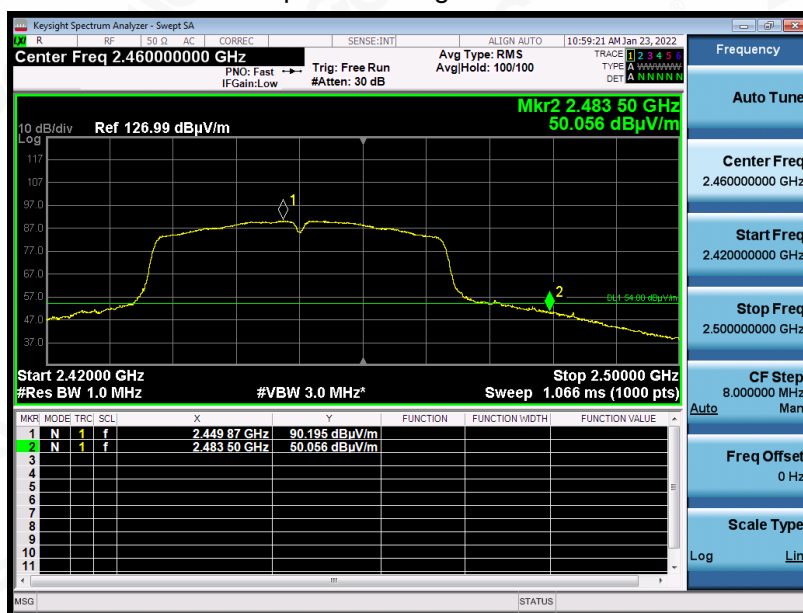 Keysight Spectrum Analyzer - Swept SA
LXI R RF 50 Ω AC CORREC SENSE:INT ALIGN AUTO 10:59:21 AM Jan 23, 2022
Center Freq 2.460000000 GHz
PNO: Fast
IFGain:Low
Trig: Free Run
#Atten: 30 dB
Avg Type: RMS
Avg|Hold: 100/100
TRACE 1 2 3 4 5 6
TYPE A WWWWW
DET A N N N N N
Mkr2 2.483 50 GHz
50.056 dBµV/m
10 dB/div Ref 126.99 dBµV/m
Log
117
107
97.0
87.0
77.0
67.0
57.0
47.0
37.0
1
2
DL1 54.00 dBµV/m
Start 2.42000 GHz Stop 2.50000 GHz
#Res BW 1.0 MHz #VBW 3.0 MHz* Sweep 1.066 ms (1000 pts)
MKR MODE TRC SCL X Y FUNCTION FUNCTION WIDTH FUNCTION VALUE
1 N 1 f 2.449 87 GHz 90.195 dBµV/m
2 N 1 f 2.483 50 GHz 50.056 dBµV/m
3
4
5
6
7
8
9
10
11
MSG STATUS
Frequency
Auto Tune
Center Freq
2.460000000 GHz
Start Freq
2.420000000 GHz
Stop Freq
2.500000000 GHz
CF Step
8.000000 MHz
Auto Man
Freq Offset
0 Hz
Scale Type
Log Lin